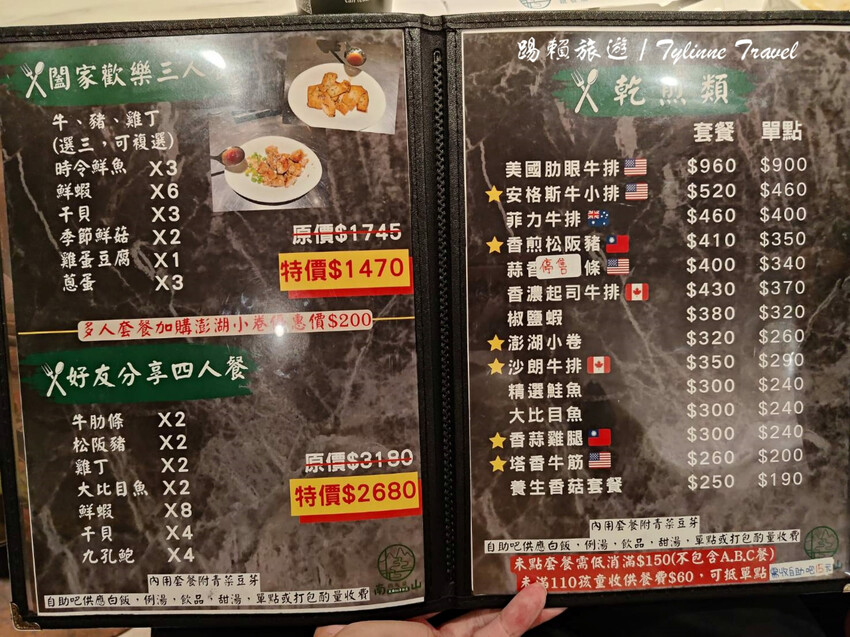 闔家歡樂三人
牛、豬、雞丁
(選三，可複選)
時令鮮魚 X3
鮮蝦 X6
干貝 X3
季節鮮菇 X2
雞蛋豆腐 X1
蔥蛋 X3
原價$1745
特價$1470
多人套餐加購澎湖小卷優惠價$200
好友分享四人餐
牛肋條 X2
松阪豬 X2
雞丁 X2
大比目魚 X2
鮮蝦 X8
干貝 X4
九孔鮑 X4
原價$3180
特價$2680
內用套餐附青菜豆芽
自助吧供應白飯，例湯，飲品，甜湯，單點或打包酌量收費
踢賴旅遊 / Tylinne Travel
乾煎類
套餐 單點
美國肋眼牛排 $960 $900
安格斯牛小排 $520 $460
菲力牛排 $460 $400
香煎松阪豬 $410 $350
蒜香停售條 $400 $340
香濃起司牛排 $430 $370
椒鹽蝦 $380 $320
澎湖小卷 $320 $260
沙朗牛排 $350 $290
精選鮭魚 $300 $240
大比目魚 $300 $240
香蒜雞腿 $300 $240
塔香牛筋 $260 $200
養生香菇套餐 $250 $190
內用套餐附青菜豆芽
自助吧供應白飯，例湯，飲品，甜湯，單點或打包酌量收費
未點套餐需低消滿$150(不包含A.B.C餐)
未滿110孩童收供餐費$60，可抵單點